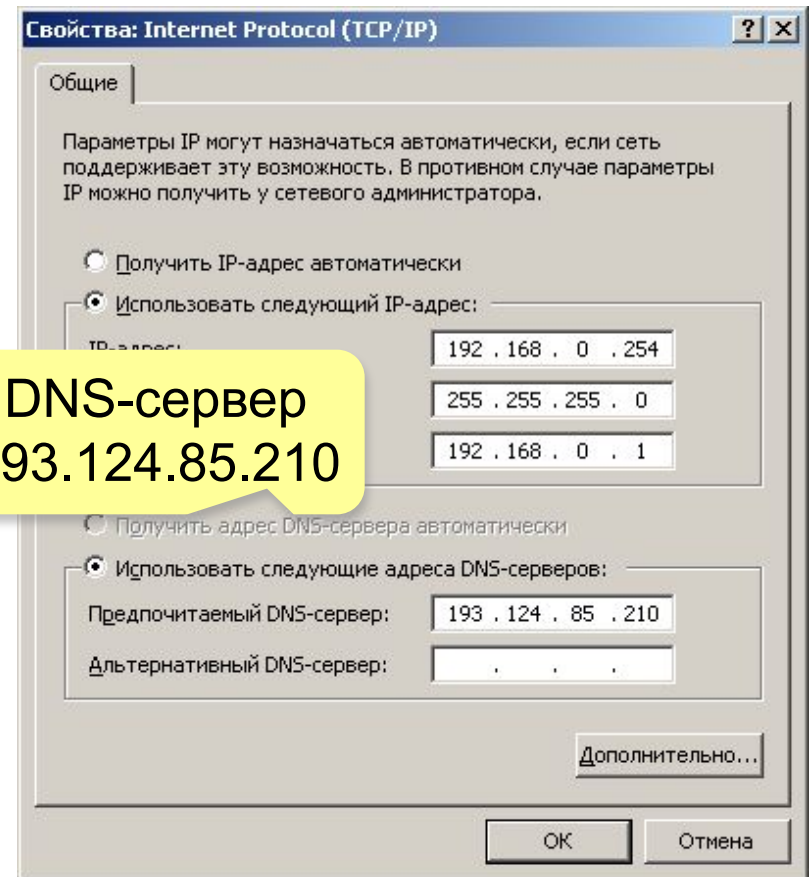 Свойства: Internet Protocol (TCP/IP)
Общие
Параметры IP могут назначаться автоматически, если сеть
поддерживает эту возможность. В противном случае параметры
IP можно получить у сетевого администратора.
Получить IP-адрес автоматически
Использовать следующий IP-адрес:
IP-адрес: 192 . 168 . 0 . 254
255 . 255 . 255 . 0
192 . 168 . 0 . 1
DNS-сервер
93.124.85.210
Получить адрес DNS-сервера автоматически
Использовать следующие адреса DNS-серверов:
Предпочитаемый DNS-сервер: 193 . 124 . 85 . 210
Альтернативный DNS-сервер: . . .
Дополнительно...
ОК Отмена